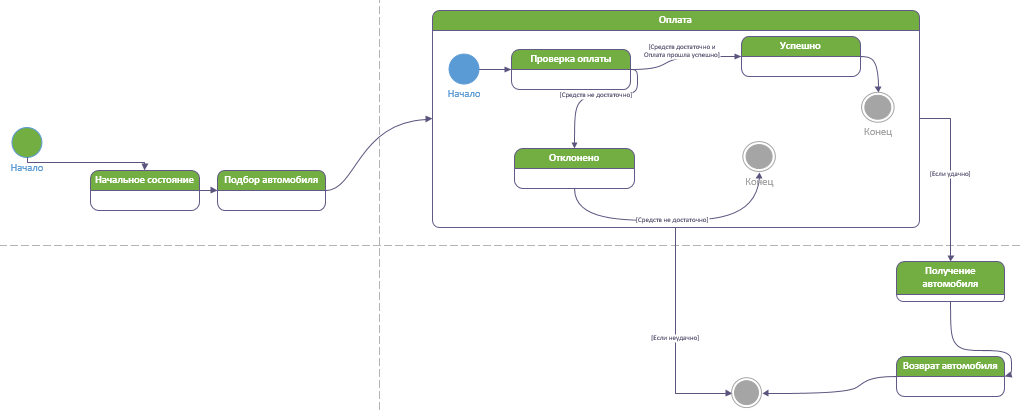 Оплата
Начало
Проверка оплаты
[Средств достаточно и
Оплата прошла успешно]
Успешно
Конец
[Средств не достаточно]
Отклонено
Конец
[Средств не достаточно]
Начало
Начальное состояние
Подбор автомобиля
[Если удачно]
Получение
автомобиля
[Если неудачно]
Возврат автомобиля